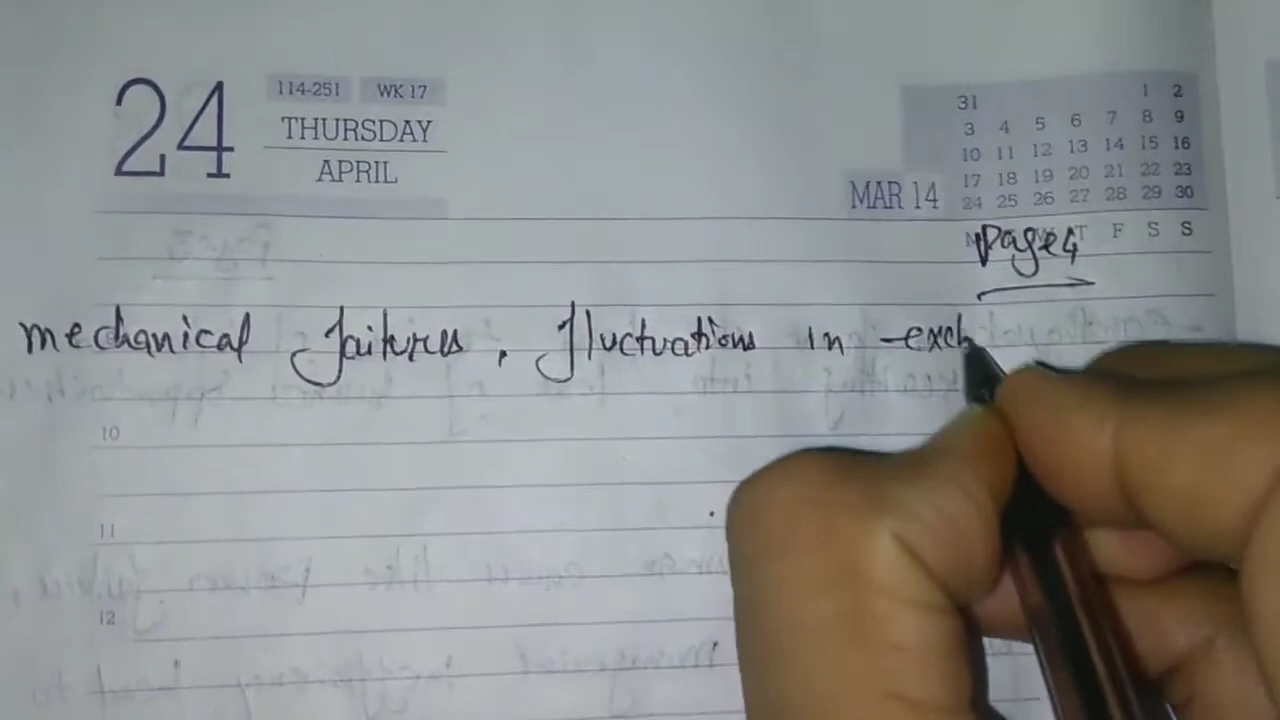 24 114-251 WK 17
THURSDAY
APRIL
MAR 14
31 1 2
3 4 5 6 7 8 9
10 11 12 13 14 15 16
17 18 19 20 21 22 23
24 25 26 27 28 29 30
T F S S
Page 4
mechanical failures, fluctuations in exch
10
11
12